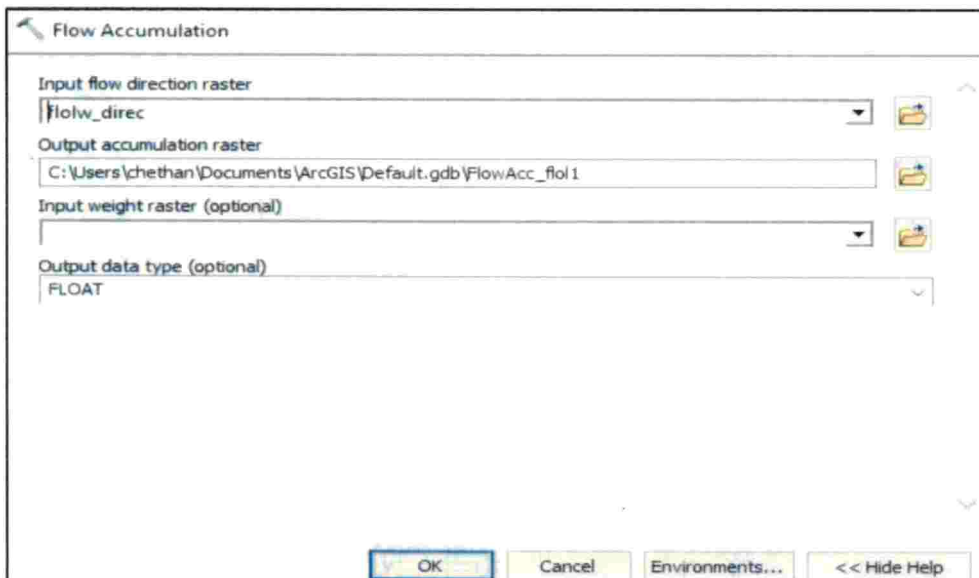 Flow Accumulation
Input flow direction raster
flolw_direc
Output accumulation raster
C:\Users\chethan\Documents\ArcGIS\Default.gdb\FlowAcc_flol1
Input weight raster (optional)
Output data type (optional)
FLOAT
OK Cancel Environments... << Hide Help